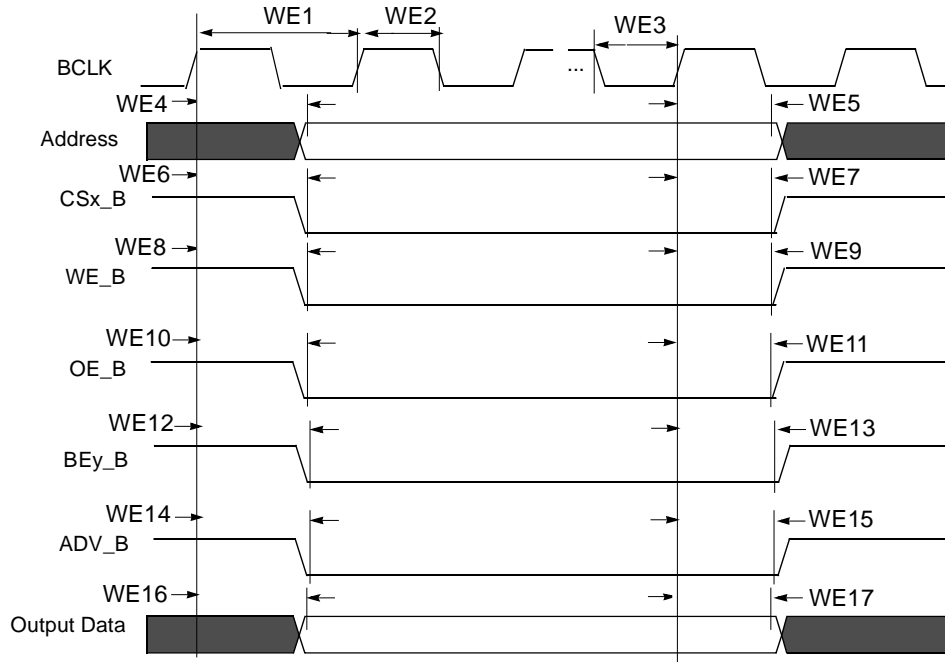 WE1
WE2
WE3
BCLK
...
WE4
WE5
Address
WE6
WE7
CSx_B
WE8
WE9
WE_B
WE10
WE11
OE_B
WE12
WE13
BEy_B
WE14
WE15
ADV_B
WE16
WE17
Output Data